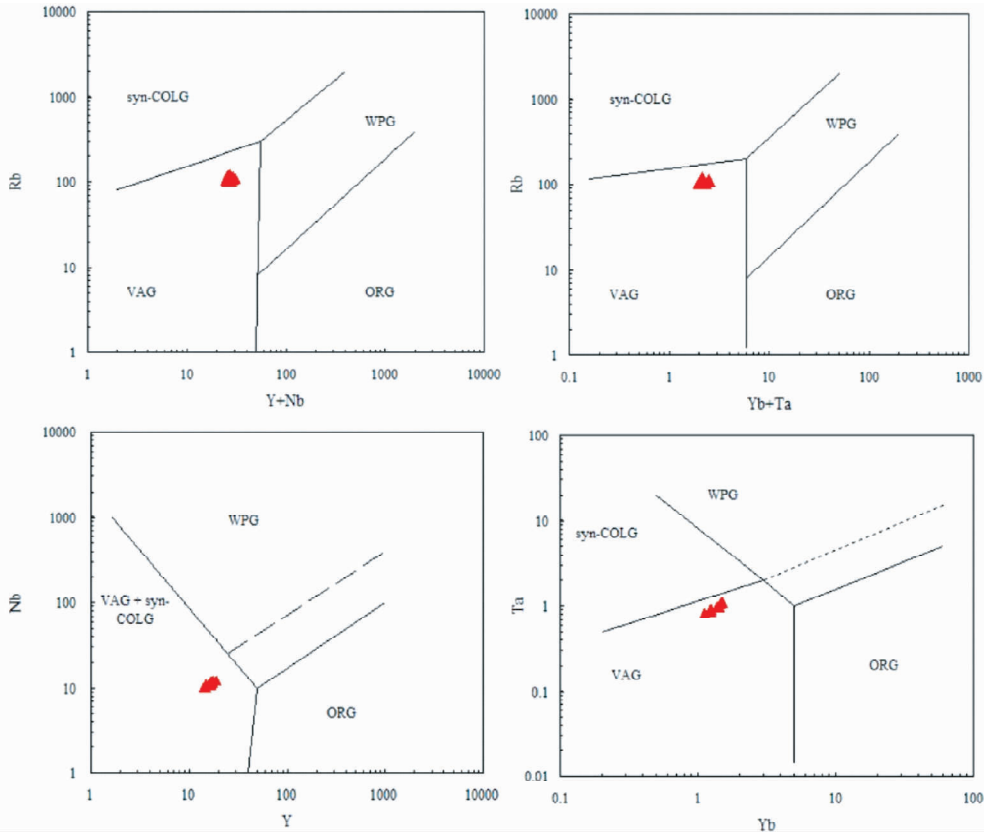 10000
1000
100
10
1
Rb
syn-COLG
WPG
VAG
ORG
1
10
100
1000
10000
Y+Nb
10000
1000
100
10
1
Rb
syn-COLG
WPG
VAG
ORG
0.1
1
10
100
1000
Yb+Ta
10000
1000
100
10
1
Nb
WPG
VAG + syn-
COLG
ORG
1
10
100
1000
10000
Y
100
10
1
0.1
0.01
Ta
WPG
syn-COLG
VAG
ORG
0.1
1
10
100
Yb